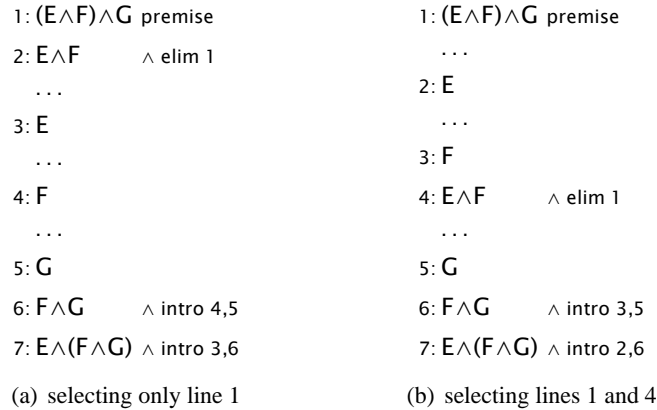 1: (E∧F)∧G premise
2: E∧F ∧ elim 1
. . .
3: E
. . .
4: F
. . .
5: G
6: F∧G ∧ intro 4,5
7: E∧(F∧G) ∧ intro 3,6
(a) selecting only line 1
1: (E∧F)∧G premise
. . .
2: E
. . .
3: F
4: E∧F ∧ elim 1
. . .
5: G
6: F∧G ∧ intro 3,5
7: E∧(F∧G) ∧ intro 2,6
(b) selecting lines 1 and 4